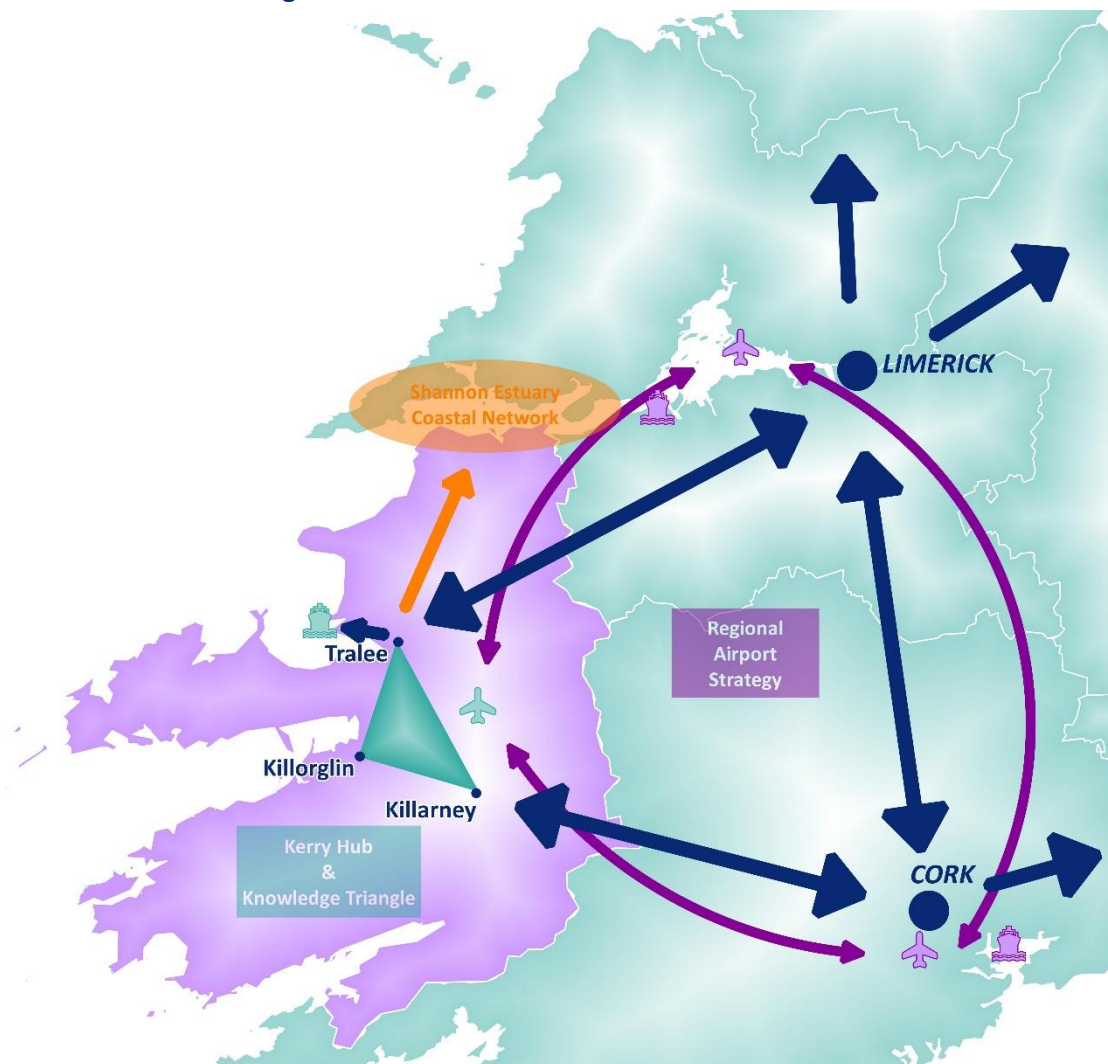 LIMERICK
Shannon Estuary
Coastal Network
Regional
Airport
Strategy
Tralee
Killorglin
Killarney
Kerry Hub
&
Knowledge Triangle
CORK